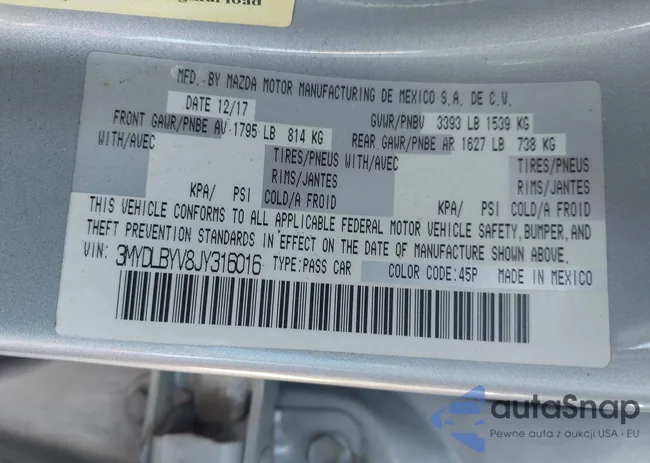 MFD. BY MAZDA MOTOR MANUFACTURING DE MEXICO S.A. DE C.V.
DATE 12/17 GVWR/PNBV 3393 LB 1539 KG
FRONT GAWR/PNBE AV 1795 LB 814 KG REAR GAWR/PNBE AR 1627 LB 738 KG
WITH/AVEC TIRES/PNEUS WITH/AVEC TIRES/PNEUS
RIMS/JANTES RIMS/JANTES
KPA/ PSI COLD/A FROID KPA/ PSI COLD/A FROID
THIS VEHICLE CONFORMS TO ALL APPLICABLE FEDERAL MOTOR VEHICLE SAFETY, BUMPER, AND
THEFT PREVENTION STANDARDS IN EFFECT ON THE DATE OF MANUFACTURE SHOWN ABOVE.
VIN: 3MYDLBYV8JY316016 TYPE:PASS CAR COLOR CODE:45P MADE IN MEXICO
autaSnap
Pewne auta z aukcji USA i EU